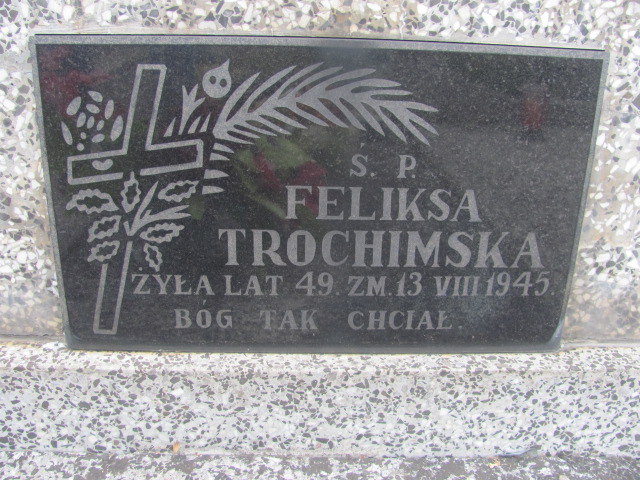 Ś. P.
FELIKSA
TROCHIMSKA
ŻYŁA LAT 49. ZM. 13 VIII 1945.
BÓG TAK CHCIAŁ.